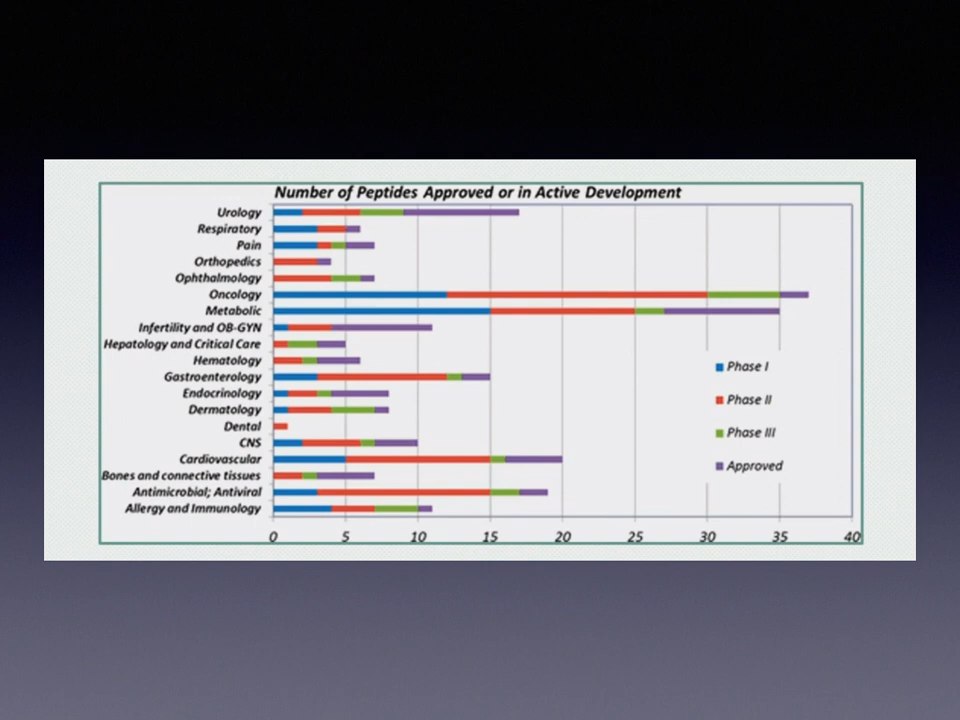 Number of Peptides Approved or in Active Development
Urology
Respiratory
Pain
Orthopedics
Ophthalmology
Oncology
Metabolic
Infertility and OB-GYN
Hepatology and Critical Care
Hematology
Gastroenterology
Endocrinology
Dermatology
Dental
CNS
Cardiovascular
Bones and connective tissues
Antimicrobial; Antiviral
Allergy and Immunology
Phase I
Phase II
Phase III
Approved
0 5 10 15 20 25 30 35 40